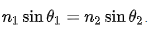 n₁ sin θ₁ = n₂ sin θ₂.